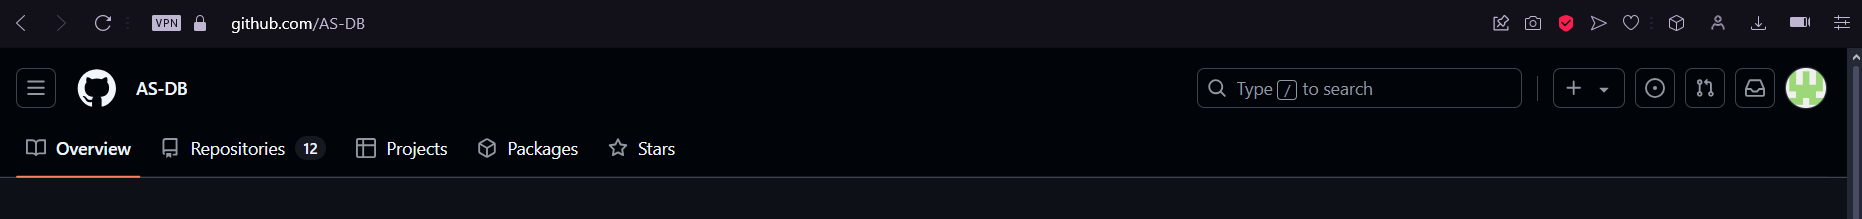 VPN github.com/AS-DB
AS-DB Type / to search
Overview Repositories 12 Projects Packages Stars